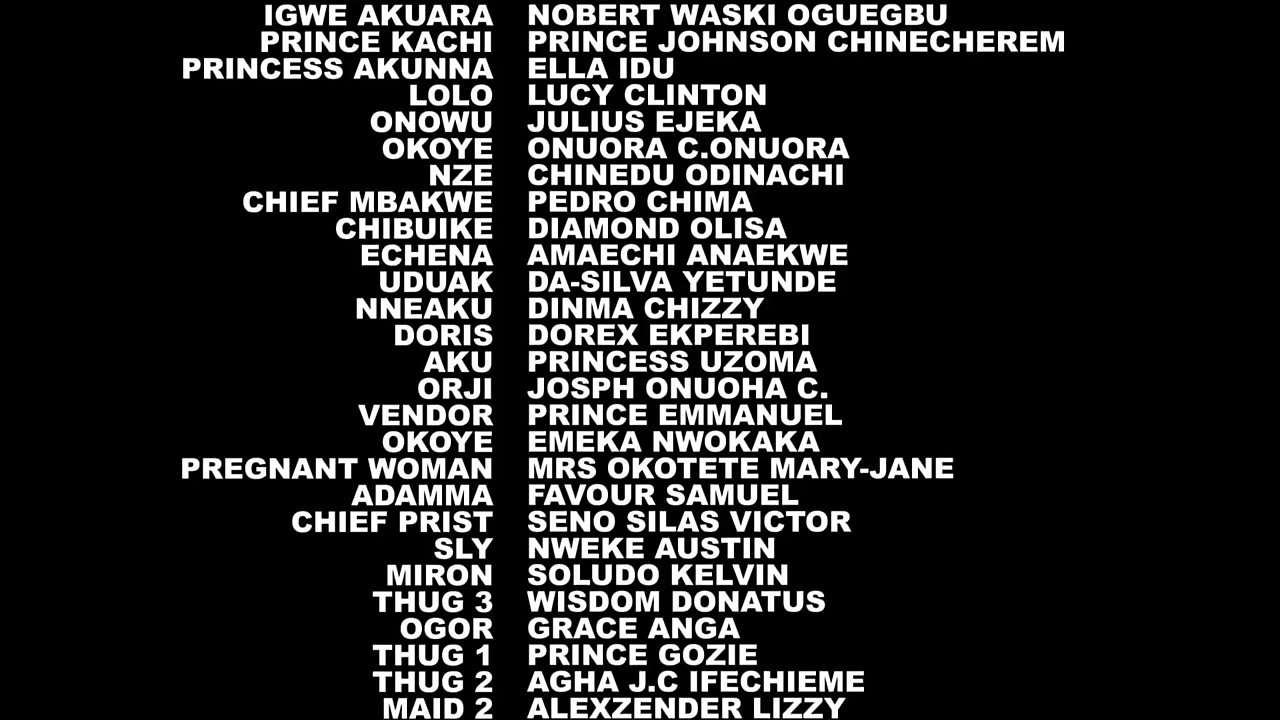 IGWE AKUARA NOBERT WASKI OGUEGBU
PRINCE KACHI PRINCE JOHNSON CHINECHEREM
PRINCESS AKUNNA ELLA IDU
LOLO LUCY CLINTON
ONOWU JULIUS EJEKA
OKOYE ONUORA C.ONUORA
NZE CHINEDU ODINACHI
CHIEF MBAKWE PEDRO CHIMA
CHIBUIKE DIAMOND OLISA
ECHENA AMAECHI ANAEKWE
UDUAK DA-SILVA YETUNDE
NNEAKU DINMA CHIZZY
DORIS DOREX EKPEREBI
AKU PRINCESS UZOMA
ORJI JOSPH ONUOHA C.
VENDOR PRINCE EMMANUEL
OKOYE EMEKA NWOKAKA
PREGNANT WOMAN MRS OKOTETE MARY-JANE
ADAMMA FAVOUR SAMUEL
CHIEF PRIST SENO SILAS VICTOR
SLY NWEKE AUSTIN
MIRON SOLUDO KELVIN
THUG 3 WISDOM DONATUS
OGOR GRACE ANGA
THUG 1 PRINCE GOZIE
THUG 2 AGHA J.C IFECHIEME
MAID 2 ALEXZENDER LIZZY